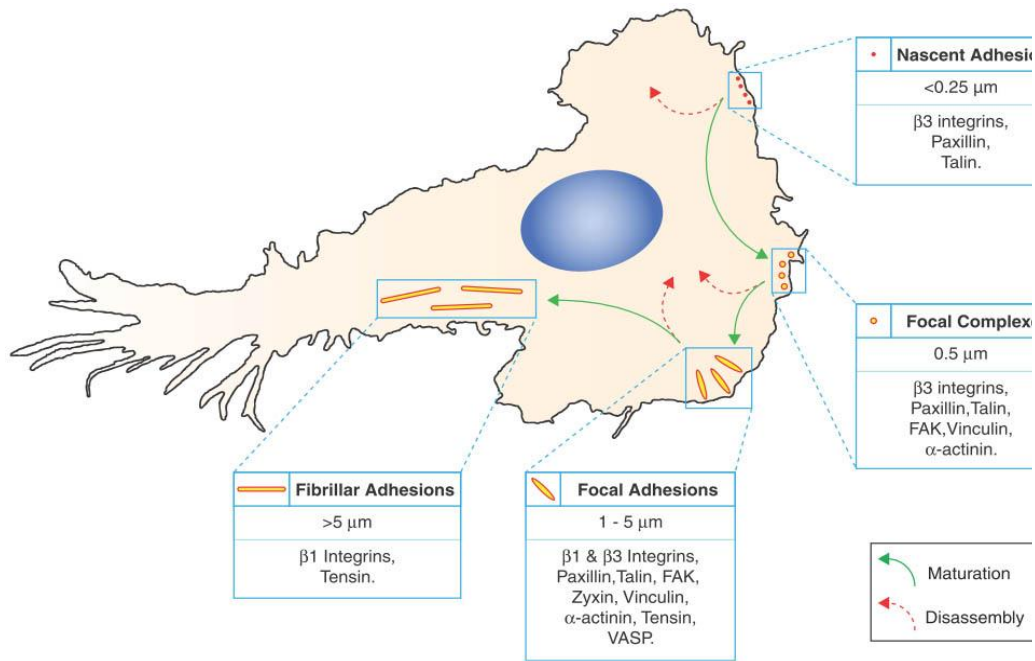 Nascent Adhesio
<0.25 μm
β3 integrins,
Paxillin,
Talin.
Focal Complexe
0.5 μm
β3 integrins,
Paxillin,Talin,
FAK,Vinculin,
α-actinin.
Fibrillar Adhesions
>5 μm
β1 Integrins,
Tensin.
Focal Adhesions
1 - 5 μm
β1 & β3 Integrins,
Paxillin,Talin, FAK,
Zyxin, Vinculin,
α-actinin, Tensin,
VASP.
Maturation
Disassembly